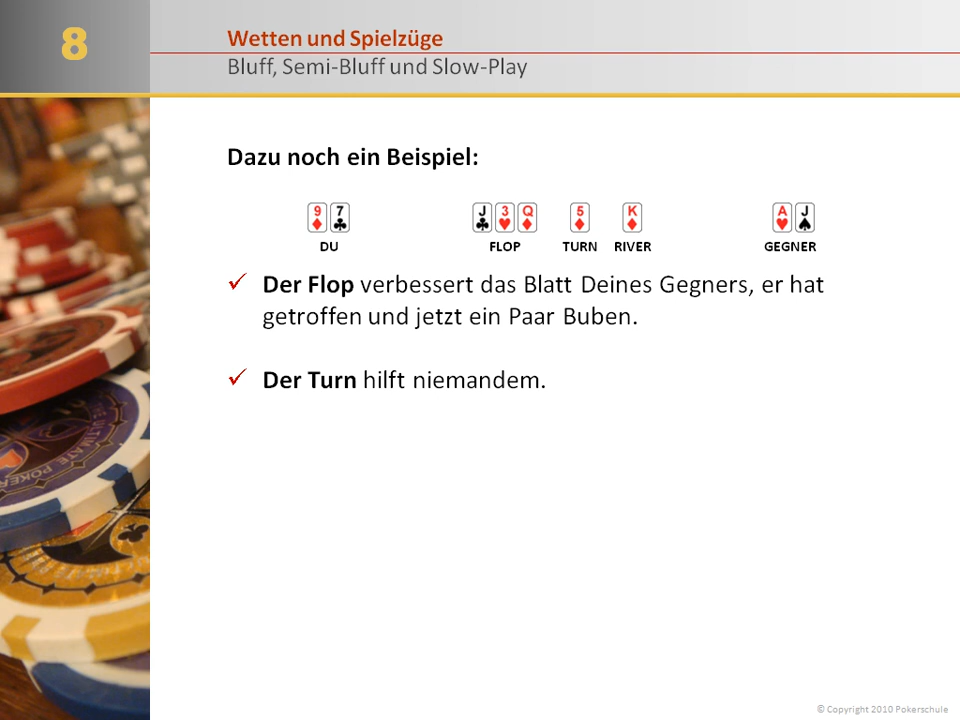 8
Wetten und Spielzüge
Bluff, Semi-Bluff und Slow-Play
Dazu noch ein Beispiel:
9 7 J 3 Q 5 K A J
DU FLOP TURN RIVER GEGNER
Der Flop verbessert das Blatt Deines Gegners, er hat
getroffen und jetzt ein Paar Buben.
Der Turn hilft niemandem.
ULTIMATE POKER
© Copyright 2010 Pokerschule